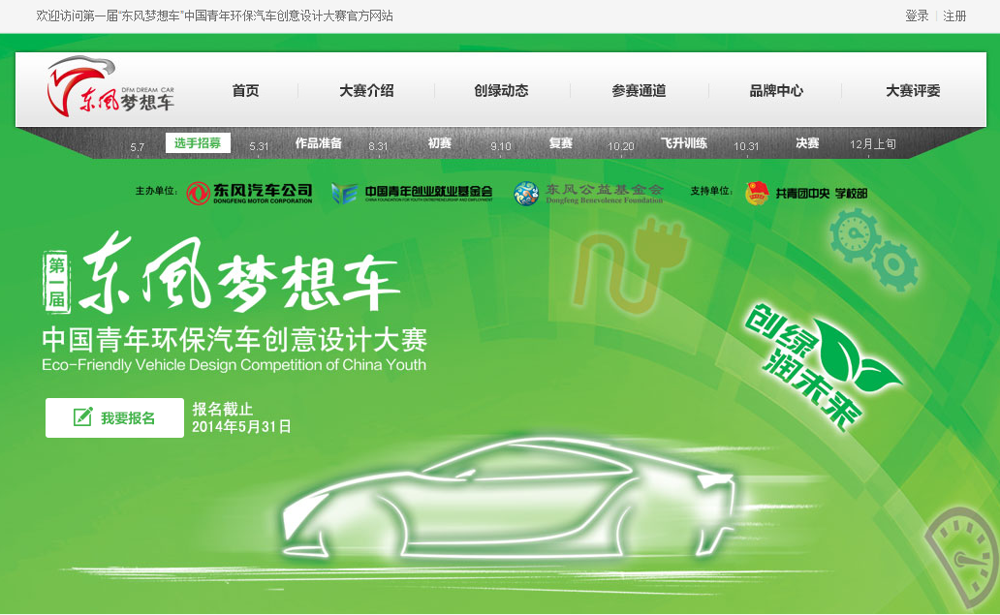 欢迎访问第一届“东风梦想车”中国青年环保汽车创意设计大赛官方网站
登录 | 注册
DFM DREAM CAR
东风梦想车
首页 大赛介绍 创绿动态 参赛通道 品牌中心 大赛评委
5.7 选手招募 5.31 作品准备 8.31 初赛 9.10 复赛 10.20 飞升训练 10.31 决赛 12月上旬
主办单位: 东风汽车公司 中国青年创业就业基金会 东风公益基金会 支持单位: 共青团中央 学校部
DONGFENG MOTOR CORPORATION CHINA FOUNDATION FOR YOUTH ENTREPRENEURSHIP AND EMPLOYMENT Dongfeng Benevolence Foundation
第一届
东风梦想车
中国青年环保汽车创意设计大赛
Eco-Friendly Vehicle Design Competition of China Youth
创绿
润未来
我要报名
报名截止
2014年5月31日